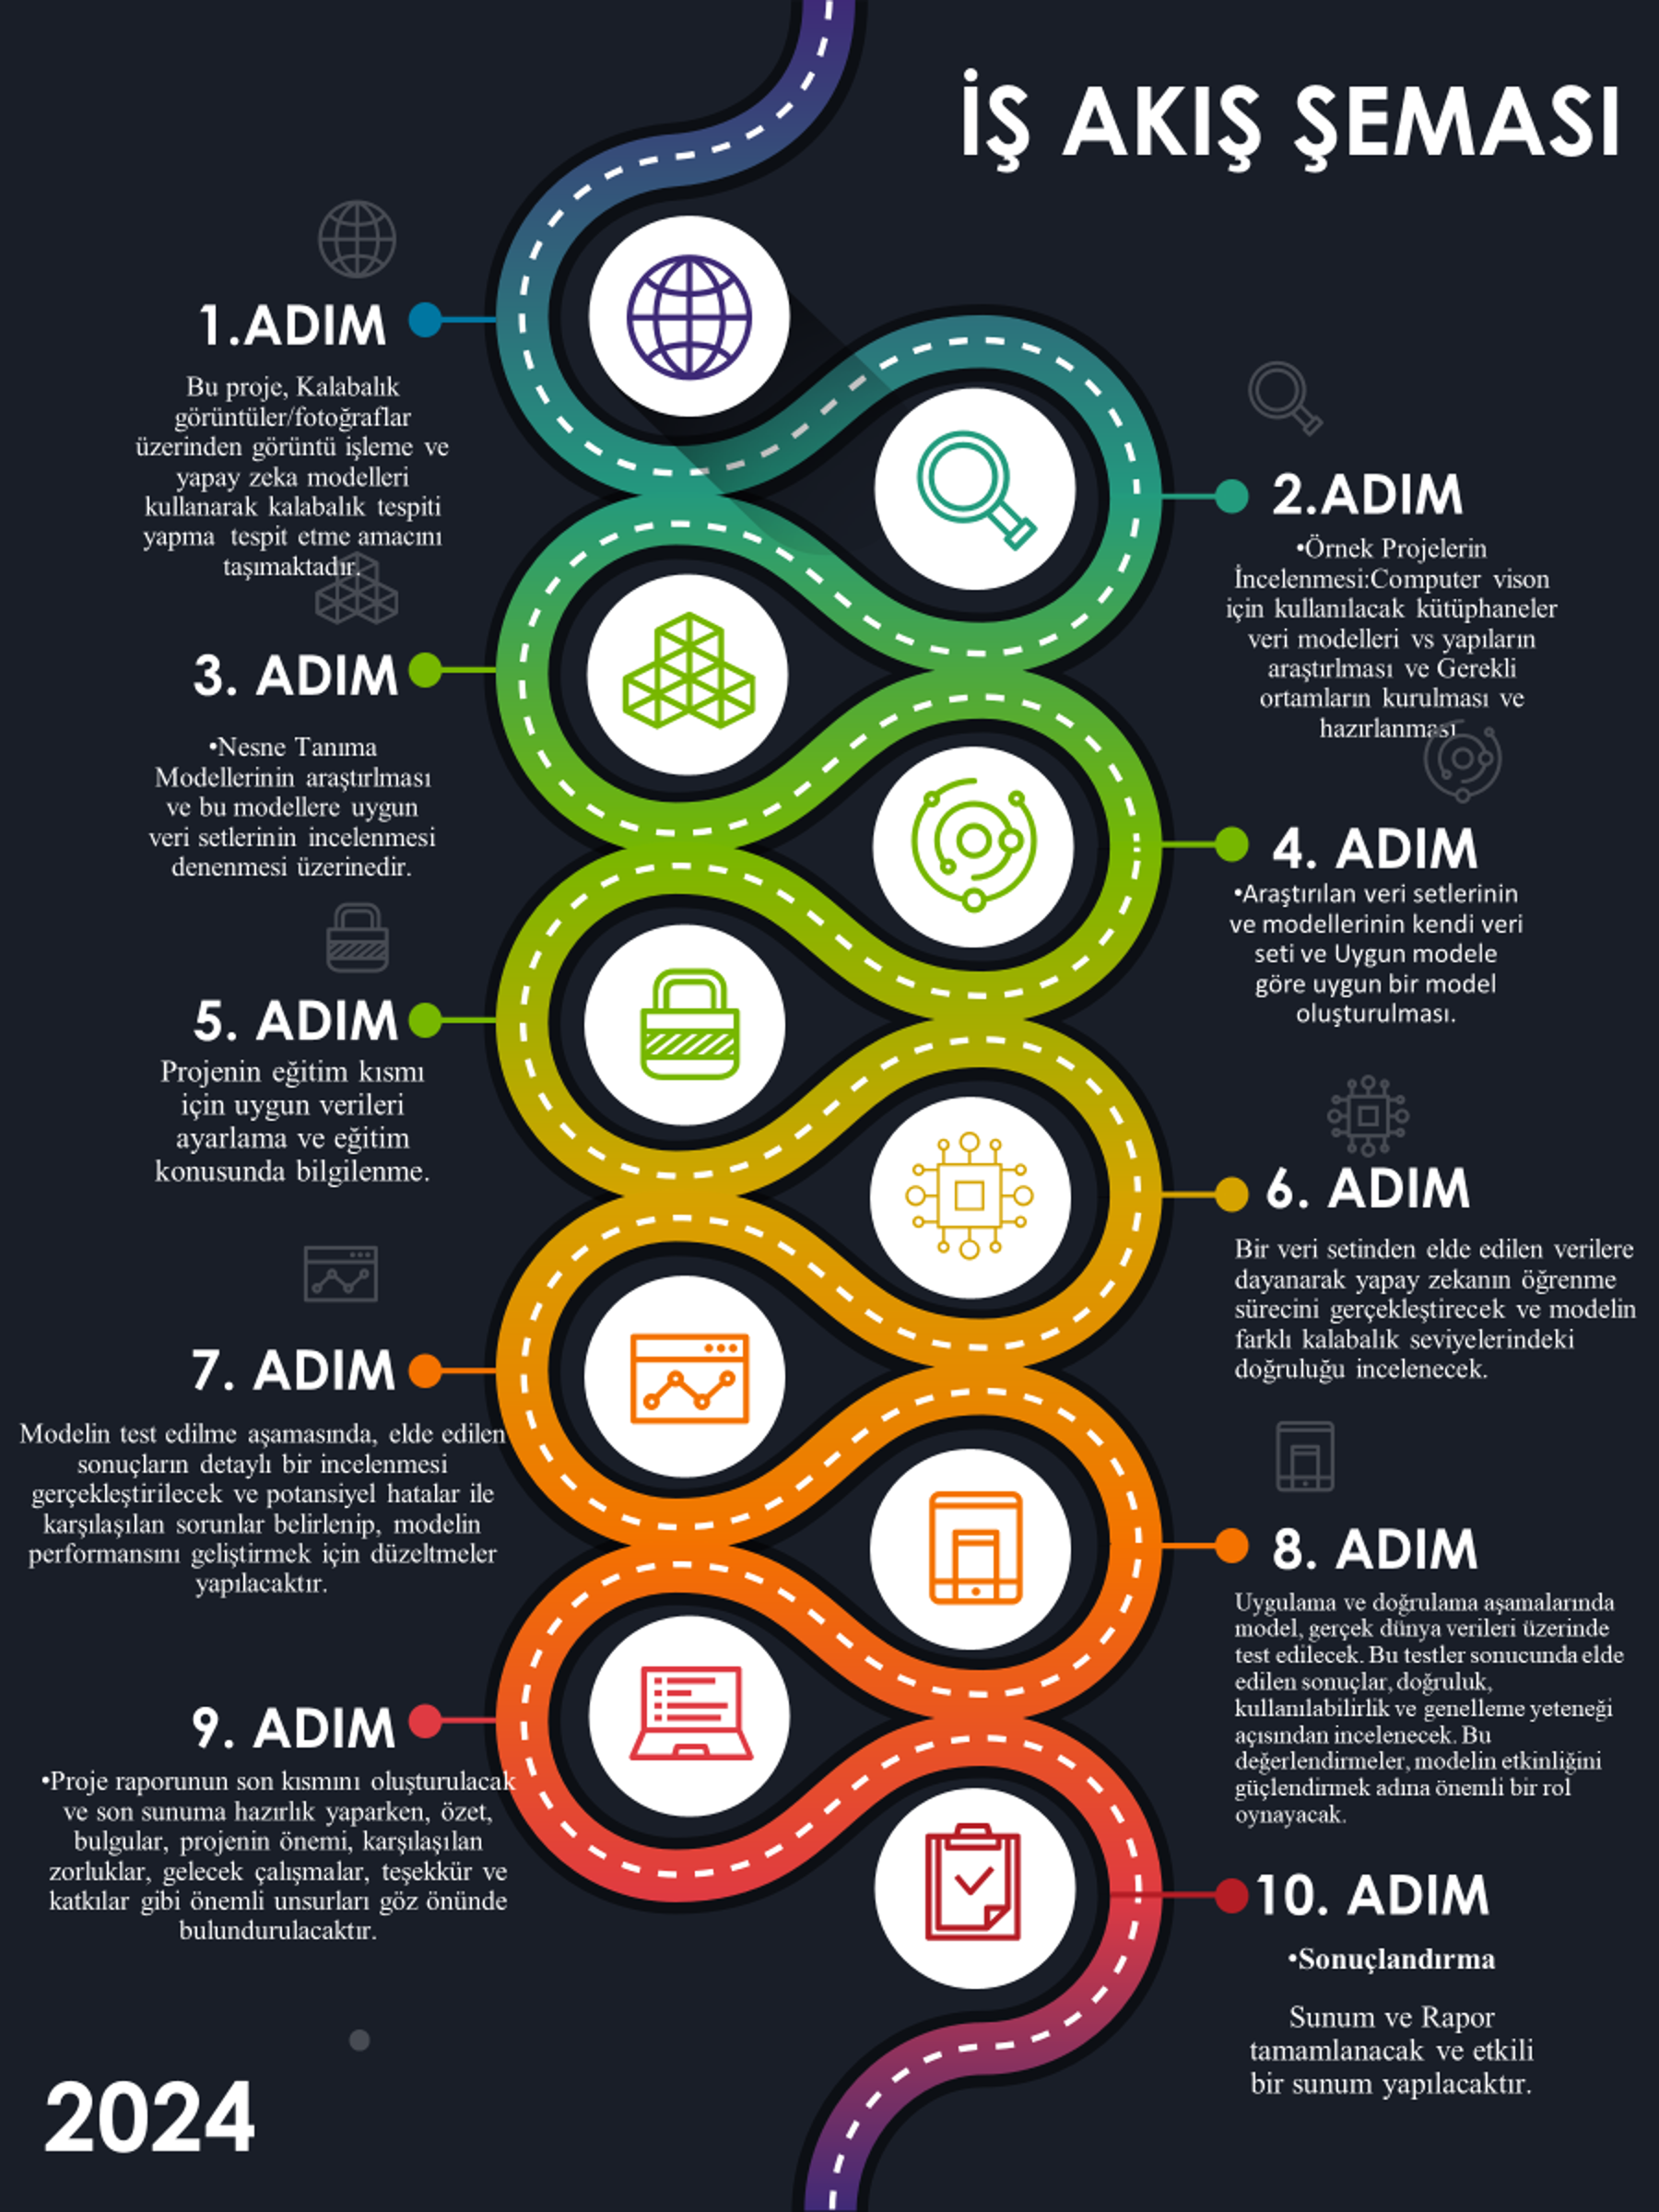 İŞ AKIŞ ŞEMASI
1.ADIM
Bu proje, Kalabalık
görüntüler/fotoğraflar
üzerinden görüntü işleme ve
yapay zeka modelleri
kullanarak kalabalık tespiti
yapma tespit etme amacını
taşımaktadır.
2.ADIM
•Örnek Projelerin
İncelenmesi:Computer vison
için kullanılacak kütüphaneler
veri modelleri vs yapıların
araştırılması ve Gerekli
ortamların kurulması ve
hazırlanması
3. ADIM
•Nesne Tanıma
Modellerinin araştırılması
ve bu modellere uygun
veri setlerinin incelenmesi
denenmesi üzerinedir.
4. ADIM
•Araştırılan veri setlerinin
ve modellerinin kendi veri
seti ve Uygun modele
göre uygun bir model
oluşturulması.
5. ADIM
Projenin eğitim kısmı
için uygun verileri
ayarlama ve eğitim
konusunda bilgilenme.
6. ADIM
Bir veri setinden elde edilen verilere
dayanarak yapay zekanın öğrenme
sürecini gerçekleştirecek ve modelin
farklı kalabalık seviyelerindeki
doğruluğu incelenecek.
7. ADIM
Modelin test edilme aşamasında, elde edilen
sonuçların detaylı bir incelenmesi
gerçekleştirilecek ve potansiyel hatalar ile
karşılaşılan sorunlar belirlenip, modelin
performansını geliştirmek için düzeltmeler
yapılacaktır.
8. ADIM
Uygulama ve doğrulama aşamalarında
model, gerçek dünya verileri üzerinde
test edilecek. Bu testler sonucunda elde
edilen sonuçlar, doğruluk,
kullanılabilirlik ve genelleme yeteneği
açısından incelenecek. Bu
değerlendirmeler, modelin etkinliğini
güçlendirmek adına önemli bir rol
oynayacak.
9. ADIM
•Proje raporunun son kısmını oluşturulacak
ve son sunuma hazırlık yaparken, özet,
bulgular, projenin önemi, karşılaşılan
zorluklar, gelecek çalışmalar, teşekkür ve
katkılar gibi önemli unsurları göz önünde
bulundurulacaktır.
10. ADIM
•Sonuçlandırma
Sunum ve Rapor
tamamlanacak ve etkili
bir sunum yapılacaktır.
2024